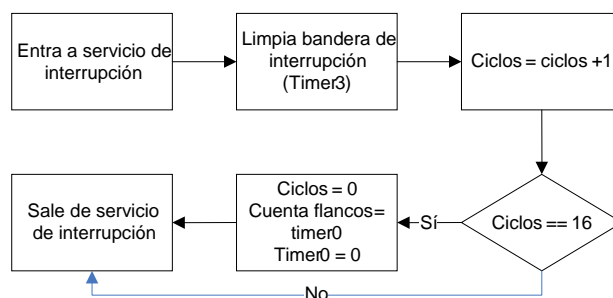 Entra a servicio de
interrupción
Limpia bandera de
interrupción
(Timer3)
Ciclos = ciclos +1
Ciclos == 16
Sí
Ciclos = 0
Cuenta flancos=
timer0
Timer0 = 0
Sale de servicio
de interrupción
No